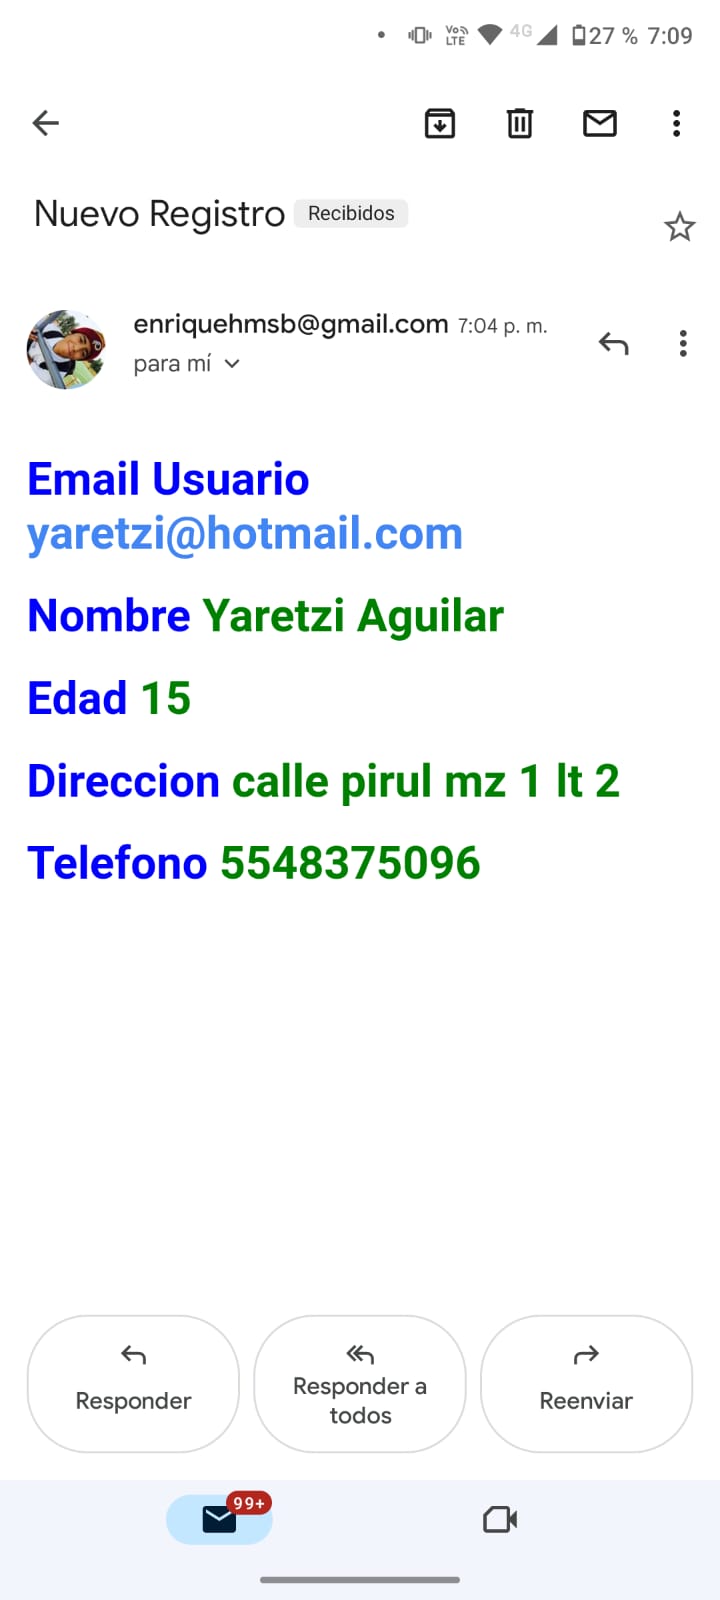 VoLTE 4G 27 % 7:09
Nuevo Registro Recibidos
enriquehmsb@gmail.com 7:04 p. m.
para mí
Email Usuario
yaretzi@hotmail.com
Nombre Yaretzi Aguilar
Edad 15
Direccion calle pirul mz 1 lt 2
Telefono 5548375096
Responder
Responder a
todos
Reenviar
99+